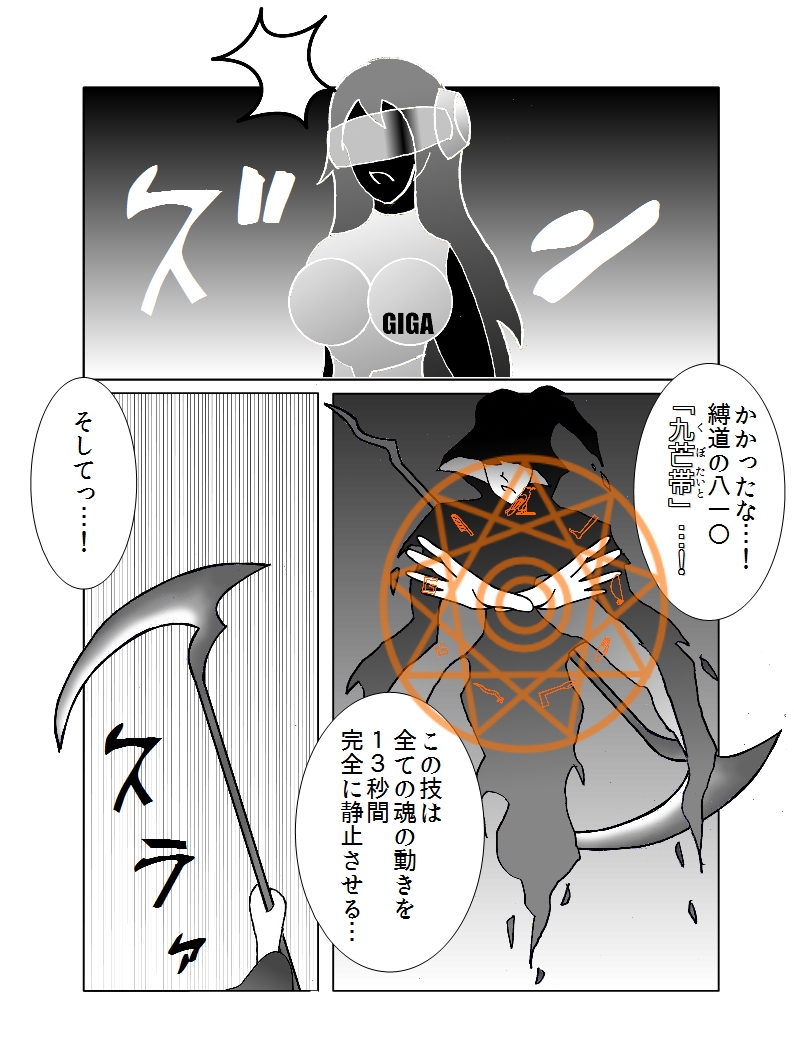 ズン
GIGA
かかったな…！
縛道の八一〇
『九芒帯』…！
くぼたいと
この技は
全ての魂の動きを
１３秒間
完全に静止させる…
そしてっ…！
ズラァ